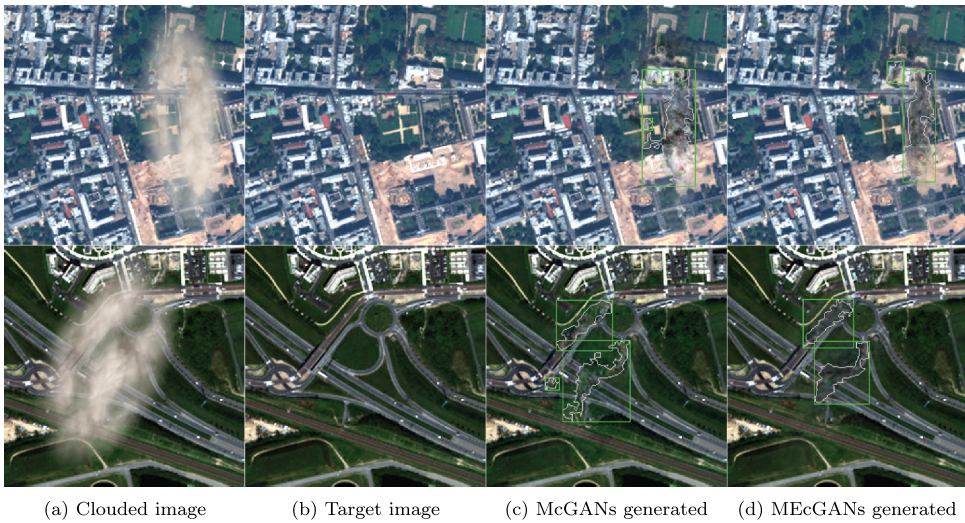 (a) Clouded image
(b) Target image
(c) McGANs generated
(d) MEcGANs generated